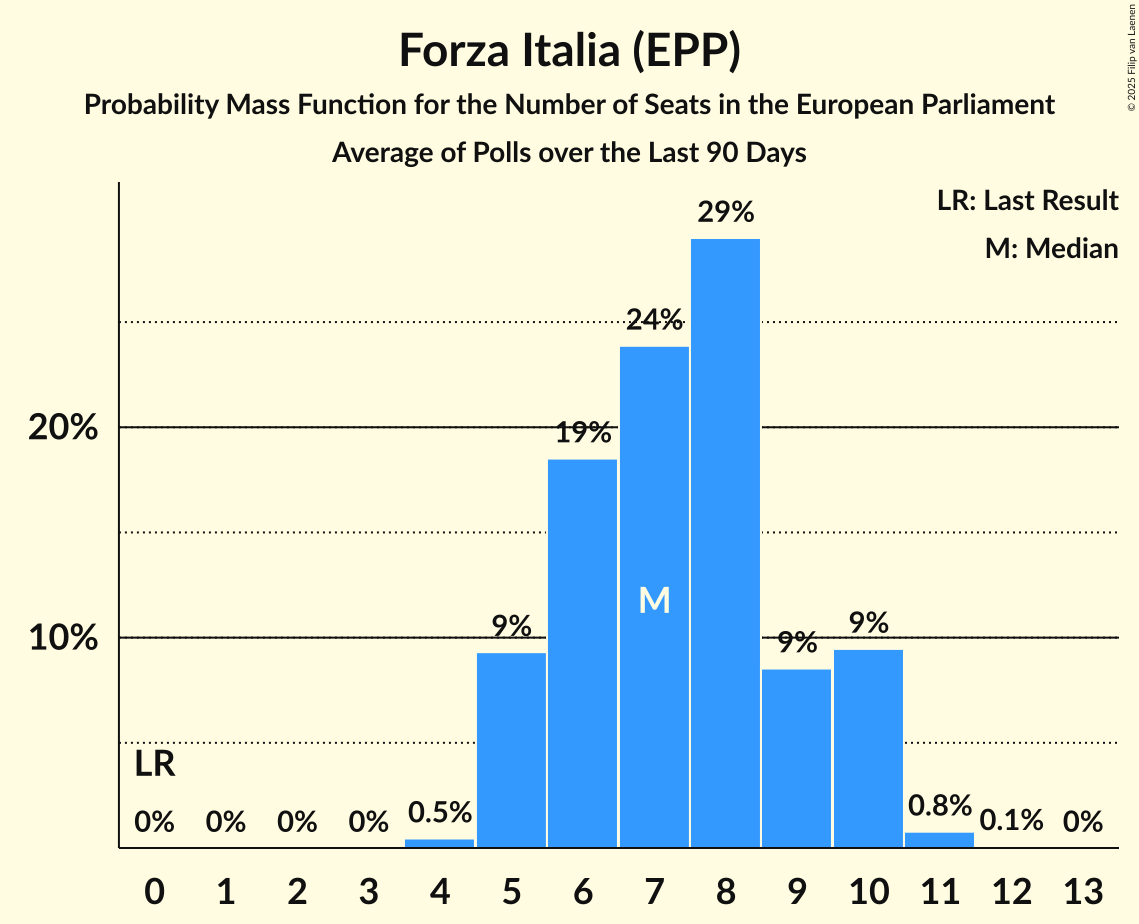 Forza Italia (EPP)
Probability Mass Function for the Number of Seats in the European Parliament
Average of Polls over the Last 90 Days
© 2025 Filip van Laenen
LR: Last Result
M: Median
29%
24%
20%
19%
M
10%
9%
9%
9%
LR
0%
0%
0%
0%
0.5%
0.8%
0.1%
0%
0 1 2 3 4 5 6 7 8 9 10 11 12 13